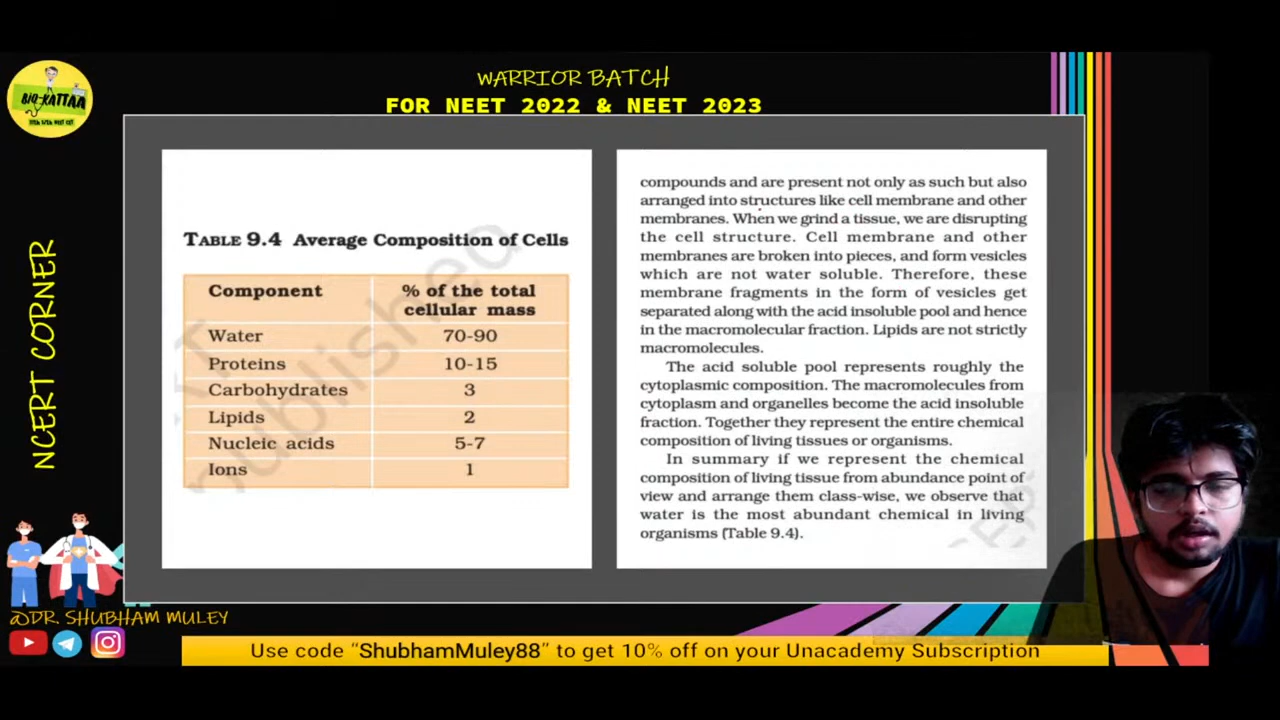 WARRIOR BATCH
FOR NEET 2022 & NEET 2023
BIO-KATTAA
NCERT CORNER
TABLE 9.4 Average Composition of Cells
Component % of the total cellular mass
Water 70-90
Proteins 10-15
Carbohydrates 3
Lipids 2
Nucleic acids 5-7
Ions 1
compounds and are present not only as such but also
arranged into structures like cell membrane and other
membranes. When we grind a tissue, we are disrupting
the cell structure. Cell membrane and other
membranes are broken into pieces, and form vesicles
which are not water soluble. Therefore, these
membrane fragments in the form of vesicles get
separated along with the acid insoluble pool and hence
in the macromolecular fraction. Lipids are not strictly
macromolecules.
The acid soluble pool represents roughly the
cytoplasmic composition. The macromolecules from
cytoplasm and organelles become the acid insoluble
fraction. Together they represent the entire chemical
composition of living tissues or organisms.
In summary if we represent the chemical
composition of living tissue from abundance point of
view and arrange them class-wise, we observe that
water is the most abundant chemical in living
organisms (Table 9.4).
@DR. SHUBHAM MULEY
Use code “ShubhamMuley88” to get 10% off on your Unacademy Subscription